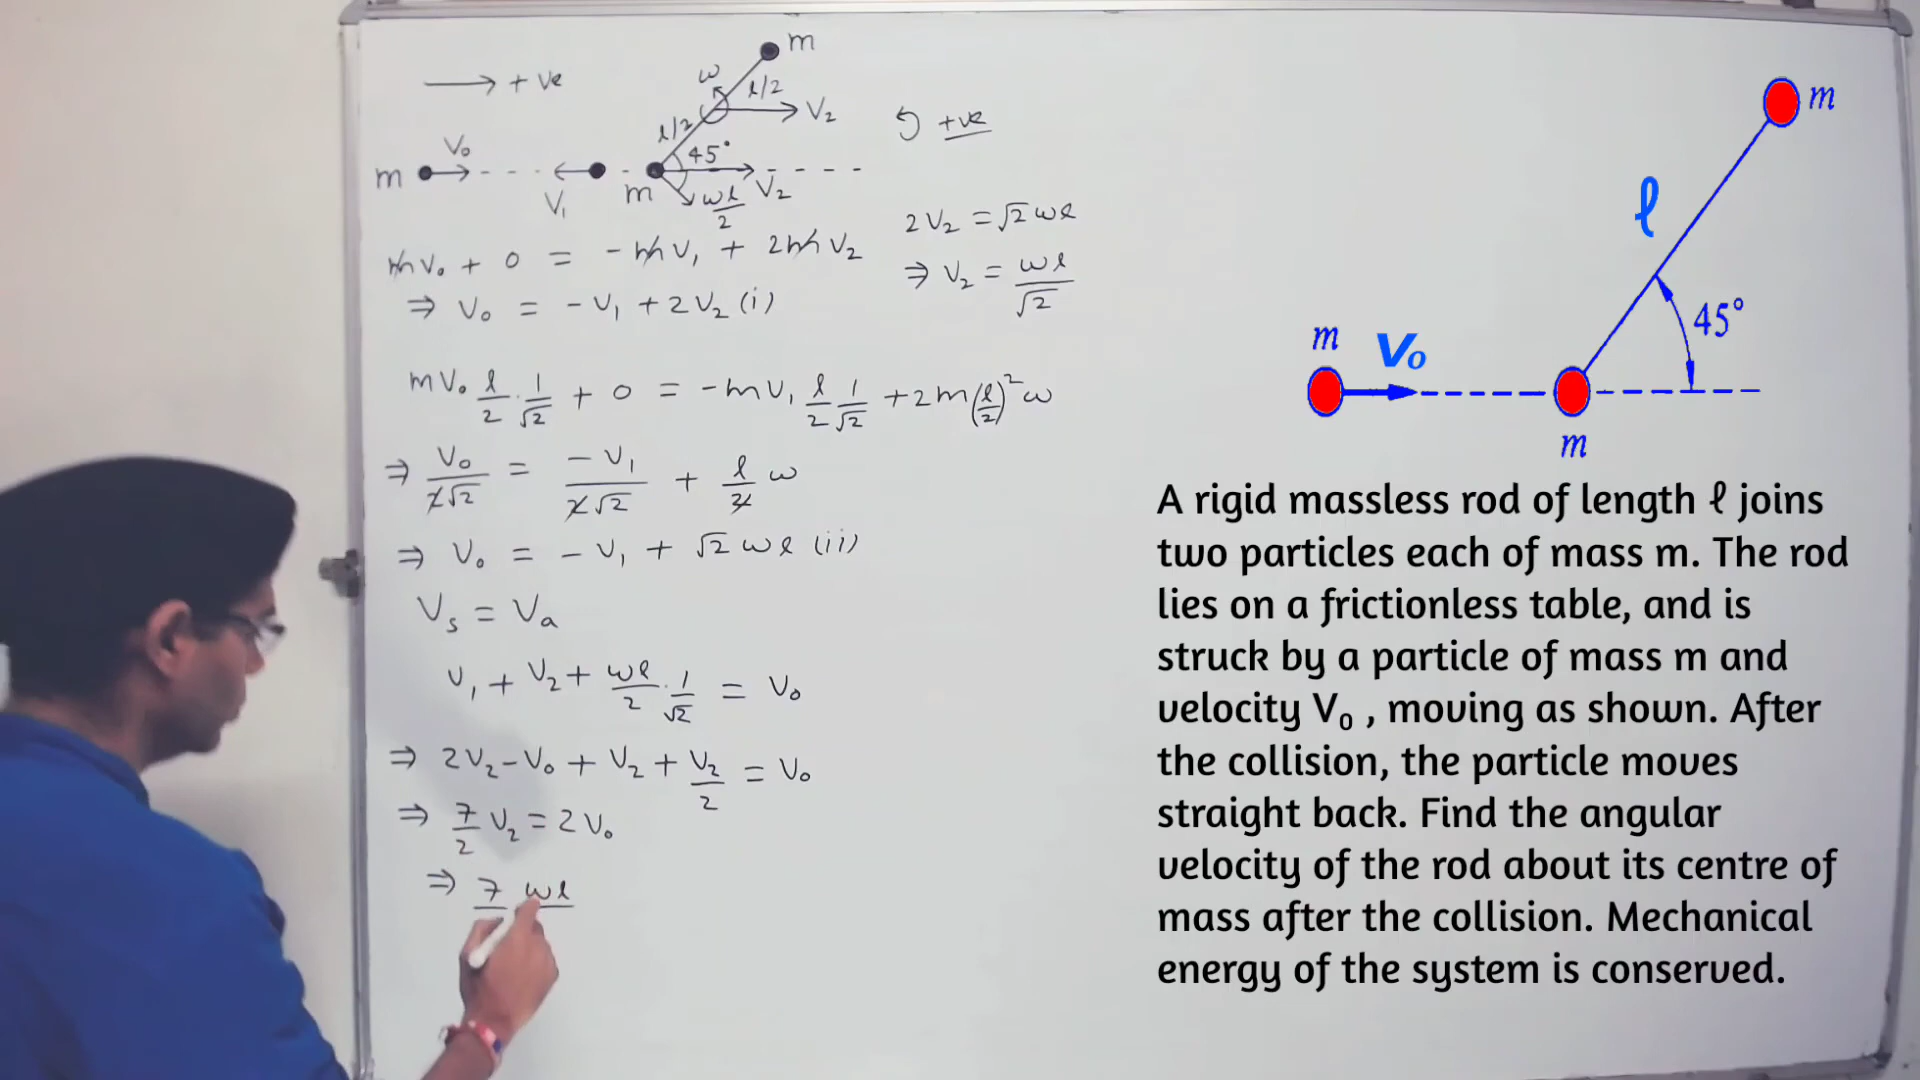 → + ve
m
ω
l/2
V₂
l/2
45°
↺ +ve
V₀
m
V₁
m
ωl/2
V₂
mV₀ + 0 = - mV₁ + 2mV₂
⇒ V₀ = - V₁ + 2V₂ (i)
2V₂ = √2 ωl
⇒ V₂ = ωl/√2
mV₀ l/2 · 1/√2 + 0 = -mV₁ l/2 1/√2 + 2m(l/2)² ω
⇒ V₀/2√2 = -V₁/2√2 + l/2 ω
⇒ V₀ = - V₁ + √2 ωl (ii)
Vs = Va
V₁ + V₂ + ωl/2 · 1/√2 = V₀
⇒ 2V₂ - V₀ + V₂ + V₂/2 = V₀
⇒ 7/2 V₂ = 2V₀
⇒ 7 ωl
m
ℓ
45°
m
V₀
m
A rigid massless rod of length ℓ joins
two particles each of mass m. The rod
lies on a frictionless table, and is
struck by a particle of mass m and
velocity V₀ , moving as shown. After
the collision, the particle moves
straight back. Find the angular
velocity of the rod about its centre of
mass after the collision. Mechanical
energy of the system is conserved.